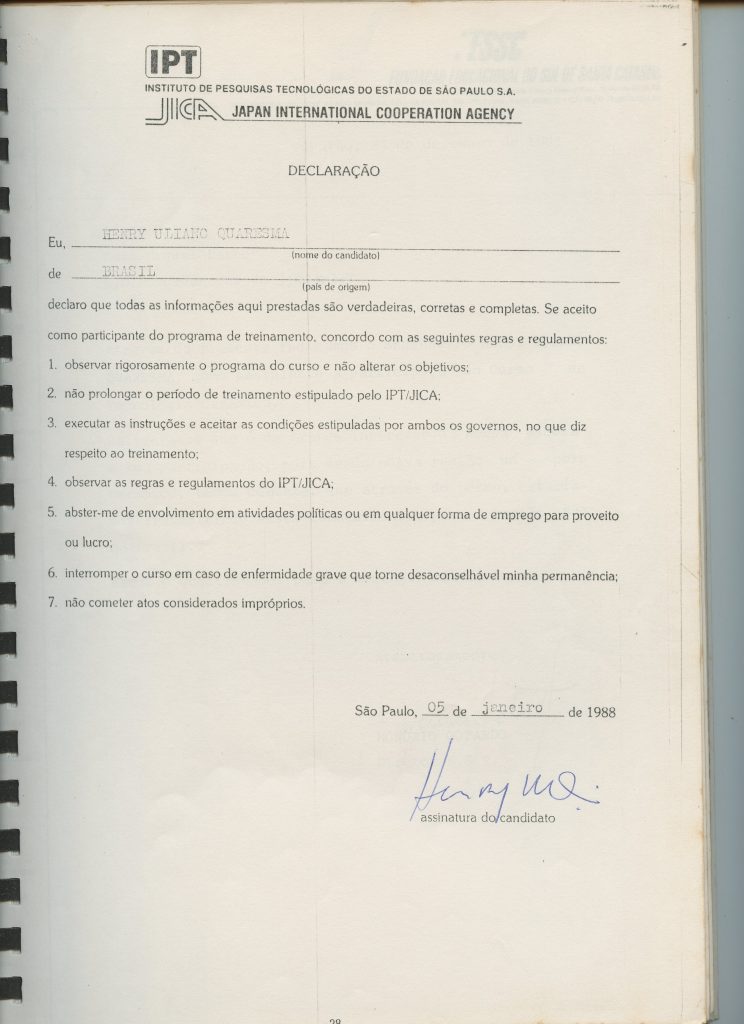 IPT
INSTITUTO DE PESQUISAS TECNOLÓGICAS DO ESTADO DE SÃO PAULO S.A.
JICA JAPAN INTERNATIONAL COOPERATION AGENCY
DECLARAÇÃO
Eu, HENRY ULIANO QUARESMA
(nome do candidato)
de BRASIL
(país de origem)
declaro que todas as informações aqui prestadas são verdadeiras, corretas e completas. Se aceito
como participante do programa de treinamento, concordo com as seguintes regras e regulamentos:
1. observar rigorosamente o programa do curso e não alterar os objetivos;
2. não prolongar o período de treinamento estipulado pelo IPT/JICA;
3. executar as instruções e aceitar as condições estipuladas por ambos os governos, no que diz
respeito ao treinamento;
4. observar as regras e regulamentos do IPT/JICA;
5. abster-me de envolvimento em atividades políticas ou em qualquer forma de emprego para proveito
ou lucro;
6. interromper o curso em caso de enfermidade grave que torne desaconselhável minha permanência;
7. não cometer atos considerados impróprios.
São Paulo, 05 de janeiro de 1988
Henry
assinatura do candidato